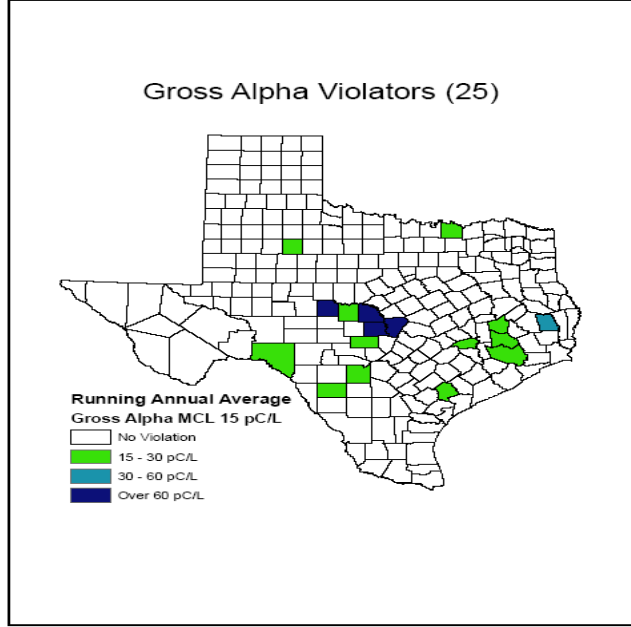 Gross Alpha Violators (25)
Running Annual Average
Gross Alpha MCL 15 pC/L
No Violation
15 - 30 pC/L
30 - 60 pC/L
Over 60 pC/L